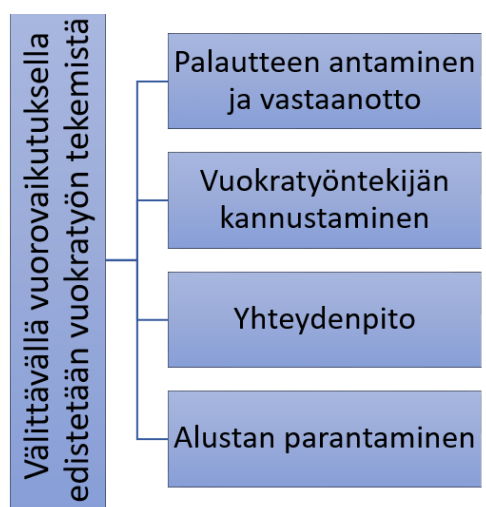 Välittävällä vuorovaikutuksella
edistetään vuokratyön tekemistä
Palautteen antaminen
ja vastaanotto
Vuokratyöntekijän
kannustaminen
Yhteydenpito
Alustan parantaminen